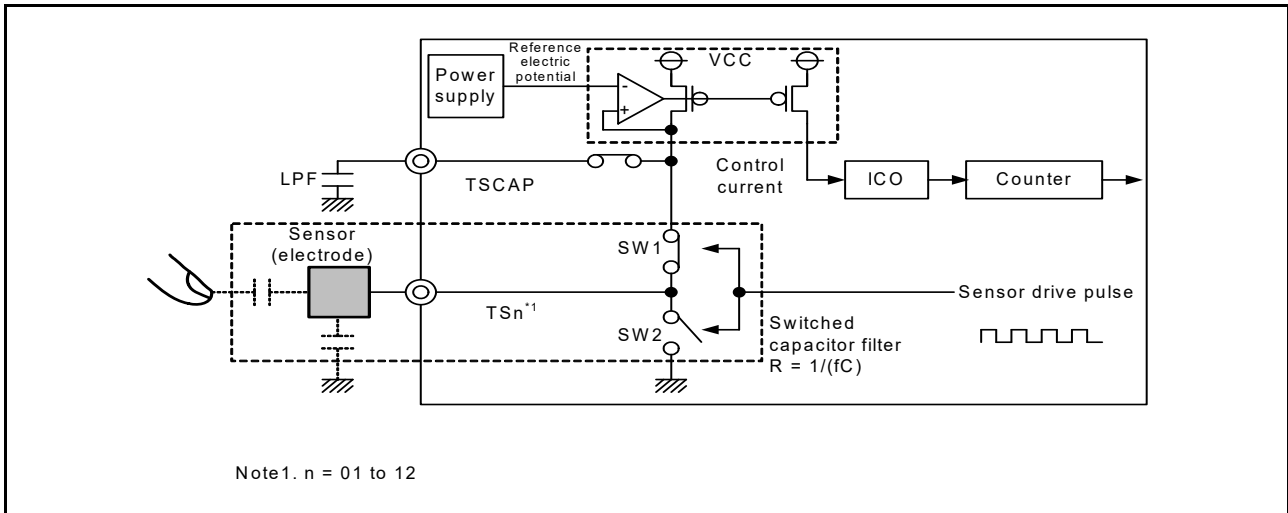 Power
supply
Reference
electric
potential
VCC
-
+
LPF
TSCAP
Control
current
ICO
Counter
Sensor
(electrode)
SW1
TSn*1
SW2
Sensor drive pulse
Switched
capacitor filter
R = 1/(fC)
Note1. n = 01 to 12